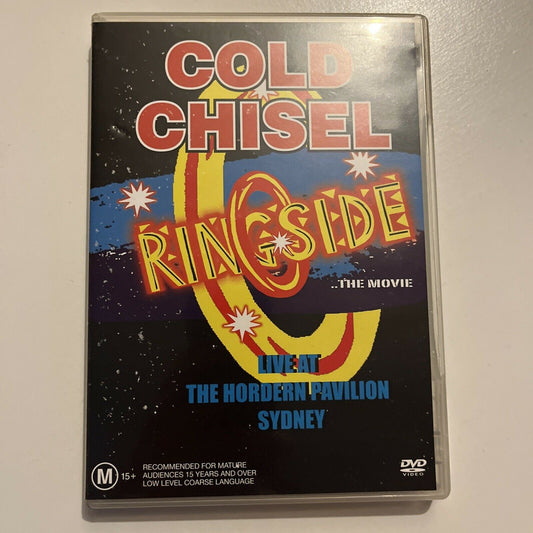 COLD
CHISEL
RINGSIDE
..THE MOVIE
LIVE AT
THE HORDERN PAVILION
SYDNEY
M 15+
RECOMMENDED FOR MATURE
AUDIENCES 15 YEARS AND OVER
LOW LEVEL COARSE LANGUAGE
DVD
VIDEO